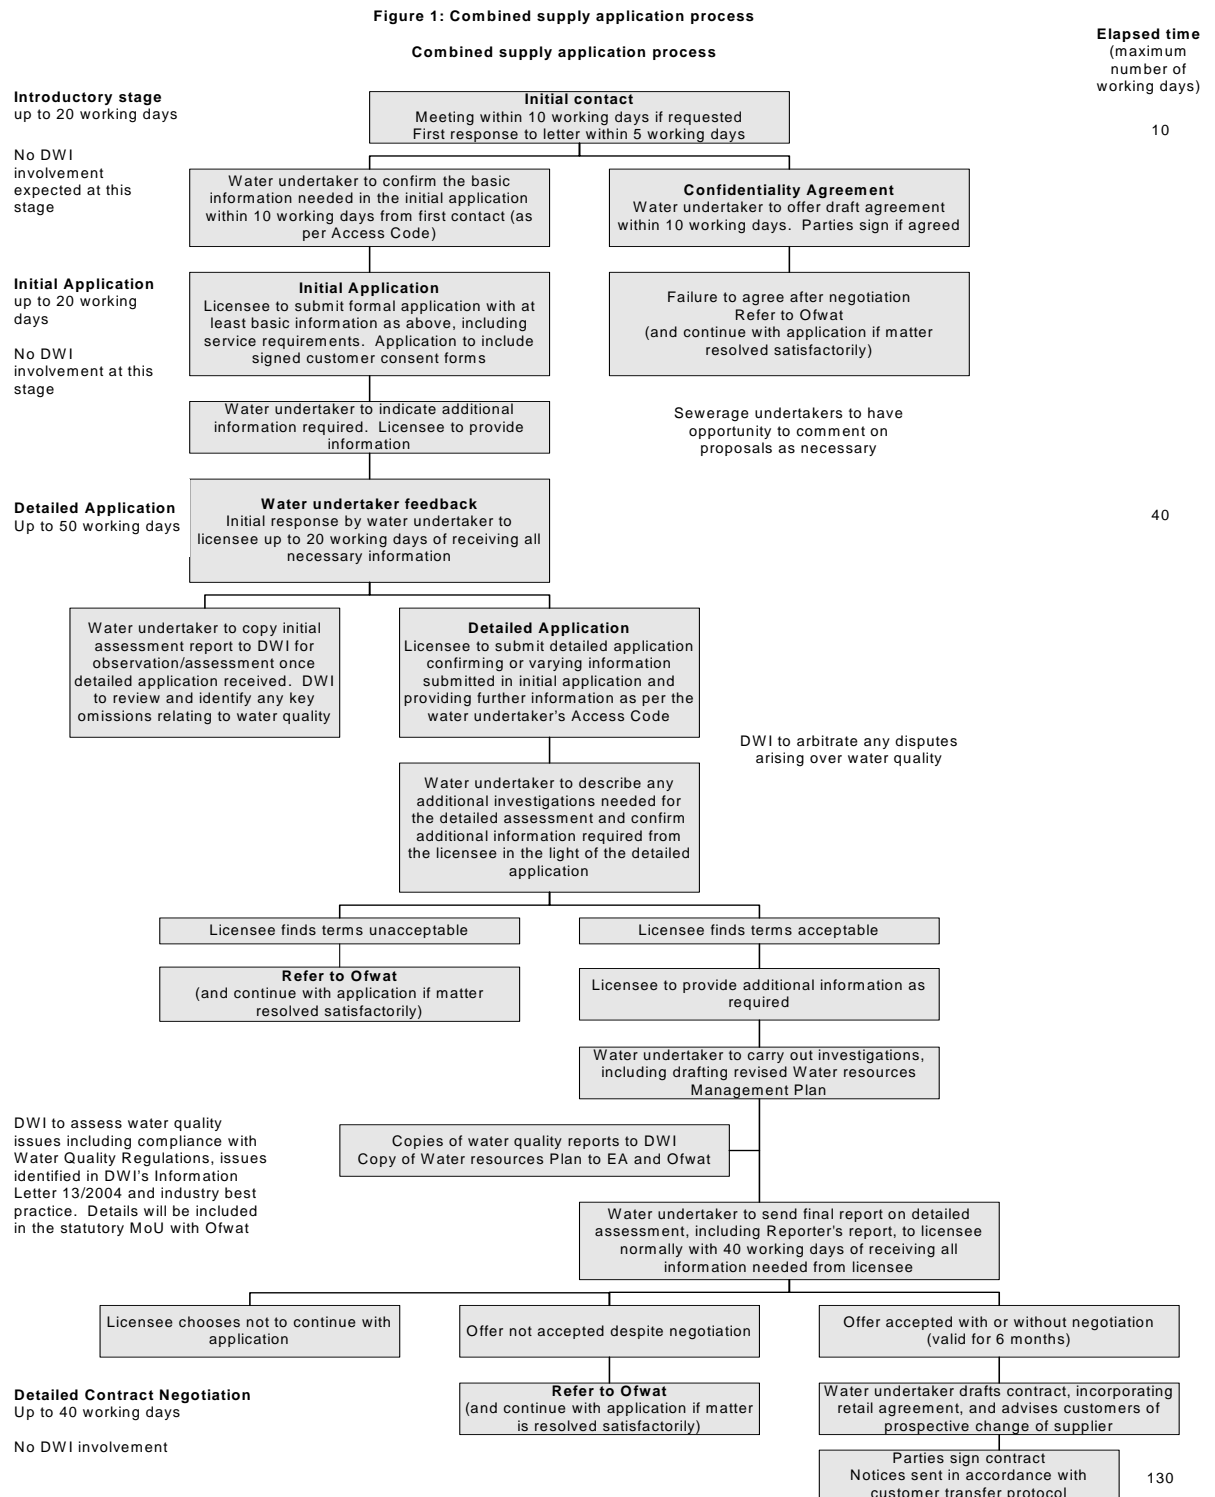 Figure 1: Combined supply application process
Combined supply application process
Elapsed time
(maximum
number of
working days)
Introductory stage
up to 20 working days
No DWI
involvement
expected at this
stage
Initial contact
Meeting within 10 working days if requested
First response to letter within 5 working days
10
Water undertaker to confirm the basic
information needed in the initial application
within 10 working days from first contact (as
per Access Code)
Confidentiality Agreement
Water undertaker to offer draft agreement
within 10 working days. Parties sign if agreed
Initial Application
up to 20 working
days
No DWI
involvement at this
stage
Initial Application
Licensee to submit formal application with at
least basic information as above, including
service requirements. Application to include
signed customer consent forms
Failure to agree after negotiation
Refer to Ofwat
(and continue with application if matter
resolved satisfactorily)
Water undertaker to indicate additional
information required. Licensee to provide
information
Sewerage undertakers to have
opportunity to comment on
proposals as necessary
Detailed Application
Up to 50 working days
Water undertaker feedback
Initial response by water undertaker to
licensee up to 20 working days of receiving all
necessary information
40
Water undertaker to copy initial
assessment report to DWI for
observation/assessment once
detailed application received. DWI
to review and identify any key
omissions relating to water quality
Detailed Application
Licensee to submit detailed application
confirming or varying information
submitted in initial application and
providing further information as per the
water undertaker's Access Code
DWI to arbitrate any disputes
arising over water quality
Water undertaker to describe any
additional investigations needed for
the detailed assessment and confirm
additional information required from
the licensee in the light of the detailed
application
Licensee finds terms unacceptable
Licensee finds terms acceptable
Refer to Ofwat
(and continue with application if matter
resolved satisfactorily)
Licensee to provide additional information as
required
Water undertaker to carry out investigations,
including drafting revised Water resources
Management Plan
DWI to assess water quality
issues including compliance with
Water Quality Regulations, issues
identified in DWI's Information
Letter 13/2004 and industry best
practice. Details will be included
in the statutory MoU with Ofwat
Copies of water quality reports to DWI
Copy of Water resources Plan to EA and Ofwat
Water undertaker to send final report on detailed
assessment, including Reporter's report, to licensee
normally with 40 working days of receiving all
information needed from licensee
Licensee chooses not to continue with
application
Offer not accepted despite negotiation
Offer accepted with or without negotiation
(valid for 6 months)
Detailed Contract Negotiation
Up to 40 working days
No DWI involvement
Refer to Ofwat
(and continue with application if matter
is resolved satisfactorily)
Water undertaker drafts contract, incorporating
retail agreement, and advises customers of
prospective change of supplier
Parties sign contract
Notices sent in accordance with
customer transfer protocol
130